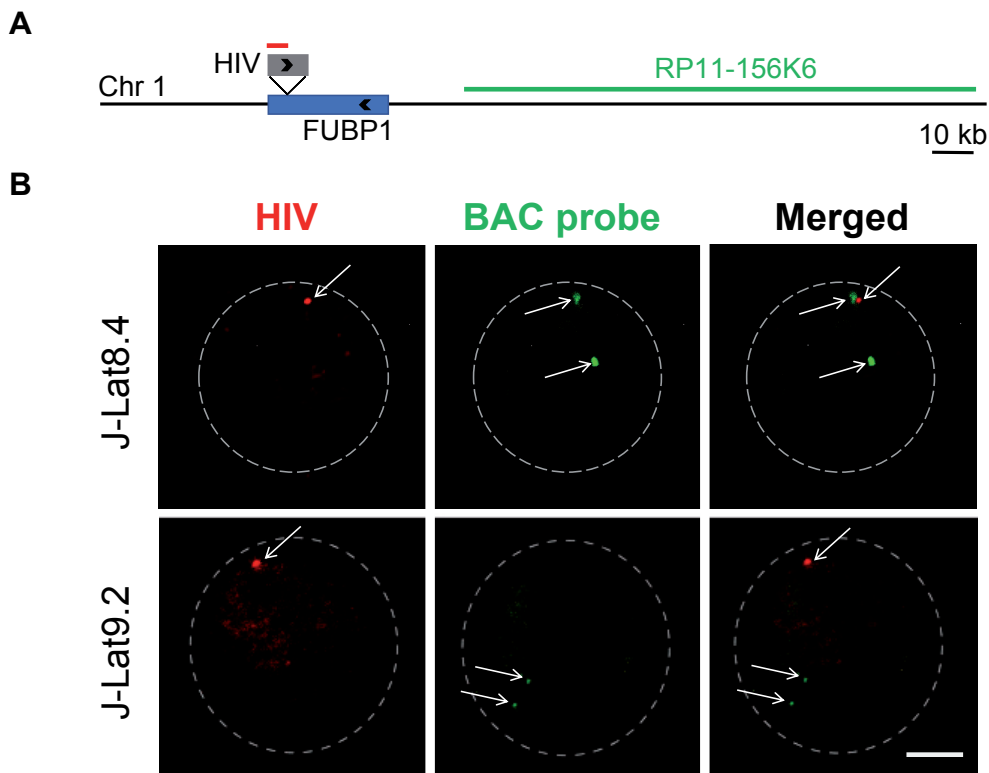 A
HIV
RP11-156K6
Chr 1
FUBP1
10 kb
B
HIV
BAC probe
Merged
J-Lat8.4
J-Lat9.2